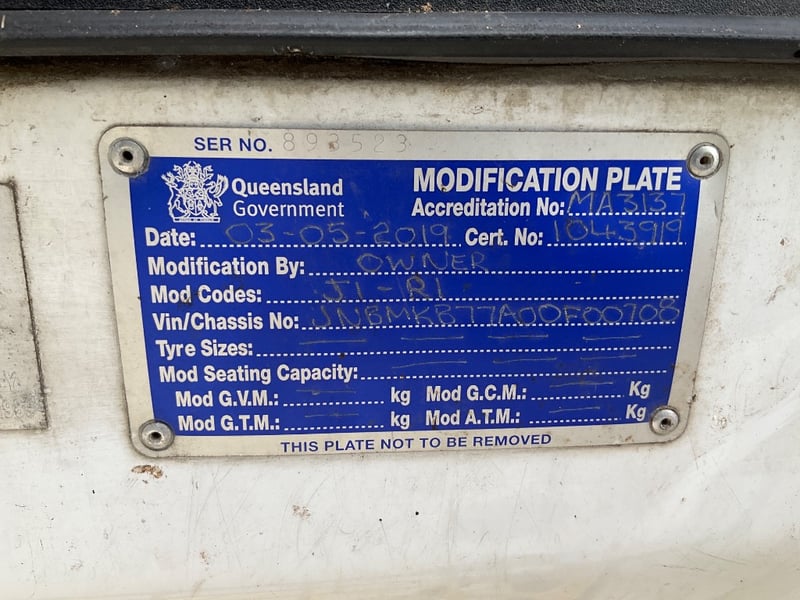 SER NO. 893523
Queensland Government
MODIFICATION PLATE
Accreditation No: MA3137
Date: 03-05-2019 Cert. No: 1043919
Modification By: OWNER
Mod Codes: J1-R1
Vin/Chassis No: JNBMKB77A00F00708
Tyre Sizes: — — — —
Mod Seating Capacity: — — —
Mod G.V.M.: — kg Mod G.C.M.: — Kg
Mod G.T.M.: — kg Mod A.T.M.: — Kg
THIS PLATE NOT TO BE REMOVED